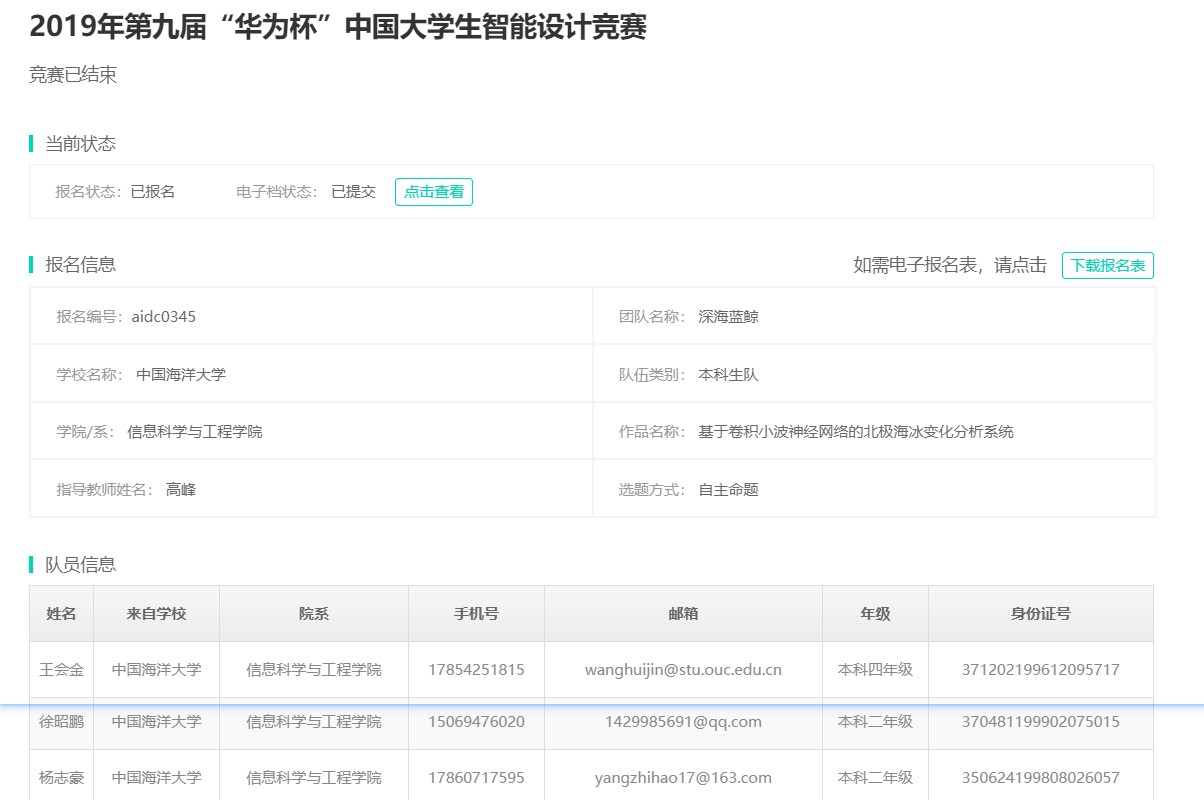 2019年第九届“华为杯”中国大学生智能设计竞赛
竞赛已结束
当前状态
报名状态：已报名 电子档状态： 已提交 点击查看
报名信息 如需电子报名表，请点击 下载报名表
报名编号：aidc0345 团队名称： 深海蓝鲸
学校名称： 中国海洋大学 队伍类别： 本科生队
学院/系： 信息科学与工程学院 作品名称： 基于卷积小波神经网络的北极海冰变化分析系统
指导教师姓名： 高峰 选题方式： 自主命题
队员信息
姓名 来自学校 院系 手机号 邮箱 年级 身份证号
王会金 中国海洋大学 信息科学与工程学院 17854251815 wanghuijin@stu.ouc.edu.cn 本科四年级 371202199612095717
徐昭鹏 中国海洋大学 信息科学与工程学院 15069476020 1429985691@qq.com 本科二年级 370481199902075015
杨志豪 中国海洋大学 信息科学与工程学院 17860717595 yangzhihao17@163.com 本科二年级 350624199808026057